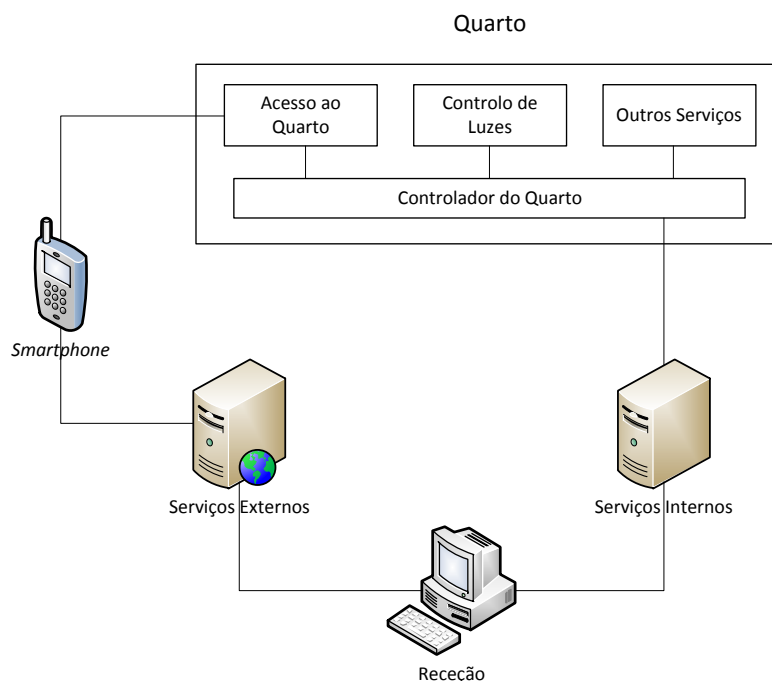 Quarto
Acesso ao
Quarto
Controlo de
Luzes
Outros Serviços
Controlador do Quarto
Smartphone
Serviços Externos
Serviços Internos
Receção